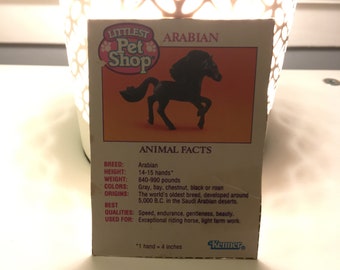 LITTLEST
Pet
Shop
ARABIAN
ANIMAL FACTS
BREED: Arabian
HEIGHT: 14-15 hands*
WEIGHT: 840-990 pounds
COLORS: Gray, bay, chestnut, black or roan
ORIGINS: The world's oldest breed, developed around
5,000 B.C. in the Saudi Arabian deserts.
BEST
QUALITIES: Speed, endurance, gentleness, beauty.
USED FOR: Exceptional riding horse, light farm work.
*1 hand = 4 inches
Kenner